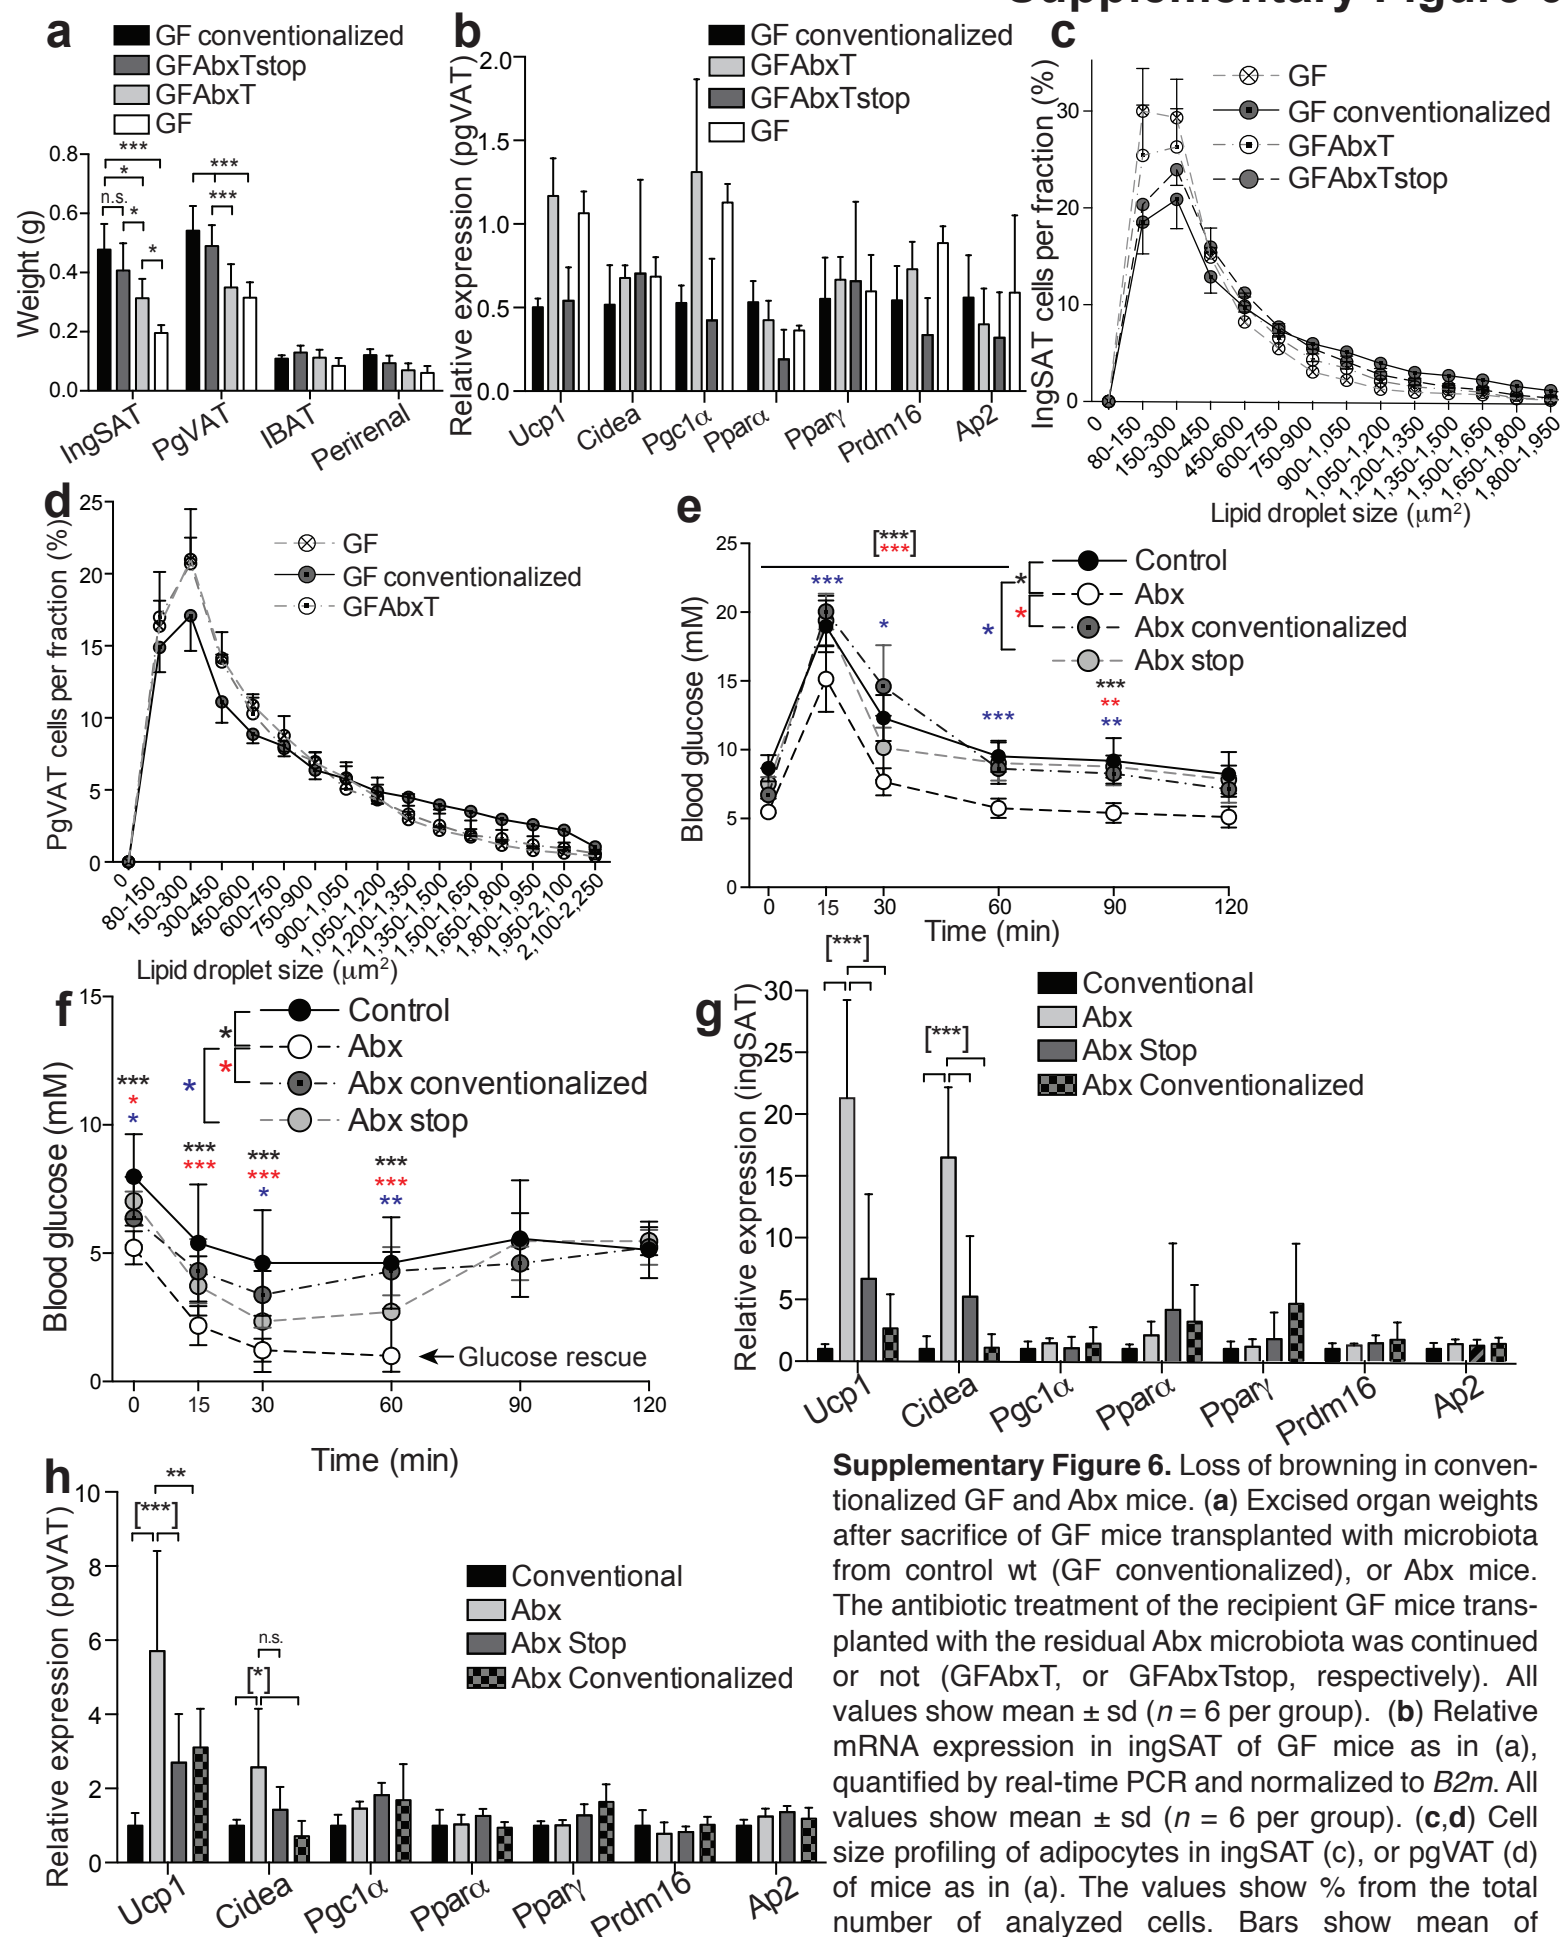 Supplementary Figure 6
a
GF conventionalized
GFAbxTstop
GFAbxT
GF
Weight (g)
0.8
0.6
0.4
0.2
0.0
***
*
n.s.
*
*
***
***
IngSAT
PgVAT
IBAT
Perirenal
b
GF conventionalized
GFAbxT
GFAbxTstop
GF
Relative expression (pgVAT)
2.0
1.5
1.0
0.5
0.0
Ucp1
Cidea
Pgc1α
Pparα
Pparγ
Prdm16
Ap2
c
GF
GF conventionalized
GFAbxT
GFAbxTstop
IngSAT cells per fraction (%)
30
20
10
0
0
80-150
150-300
300-450
450-600
600-750
750-900
900-1,050
1,050-1,200
1,200-1,350
1,350-1,500
1,500-1,650
1,650-1,800
1,800-1,950
Lipid droplet size (μm²)
d
GF
GF conventionalized
GFAbxT
PgVAT cells per fraction (%)
25
20
15
10
5
0
0
80-150
150-300
300-450
450-600
600-750
750-900
900-1,050
1,050-1,200
1,200-1,350
1,350-1,500
1,500-1,650
1,650-1,800
1,800-1,950
1,950-2,100
2,100-2,250
Lipid droplet size (μm²)
e
Control
Abx
Abx conventionalized
Abx stop
*
*
*
[***]
***
***
*
***
***
**
**
Blood glucose (mM)
25
20
15
10
5
0
0
15
30
60
90
120
Time (min)
f
Control
Abx
Abx conventionalized
Abx stop
*
*
*
***
*
*
***
***
***
***
*
***
***
**
Glucose rescue
Blood glucose (mM)
15
10
5
0
0
15
30
60
90
120
Time (min)
g
Conventional
Abx
Abx Stop
Abx Conventionalized
[***]
[***]
Relative expression (ingSAT)
30
25
20
15
10
5
0
Ucp1
Cidea
Pgc1α
Pparα
Pparγ
Prdm16
Ap2
h
Conventional
Abx
Abx Stop
Abx Conventionalized
**
[***]
n.s.
[*]
Relative expression (pgVAT)
10
8
6
4
2
0
Ucp1
Cidea
Pgc1α
Pparα
Pparγ
Prdm16
Ap2
Supplementary Figure 6. Loss of browning in conven-
tionalized GF and Abx mice. (a) Excised organ weights
after sacrifice of GF mice transplanted with microbiota
from control wt (GF conventionalized), or Abx mice.
The antibiotic treatment of the recipient GF mice trans-
planted with the residual Abx microbiota was continued
or not (GFAbxT, or GFAbxTstop, respectively). All
values show mean ± sd (n = 6 per group). (b) Relative
mRNA expression in ingSAT of GF mice as in (a),
quantified by real-time PCR and normalized to B2m. All
values show mean ± sd (n = 6 per group). (c,d) Cell
size profiling of adipocytes in ingSAT (c), or pgVAT (d)
of mice as in (a). The values show % from the total
number of analyzed cells. Bars show mean of